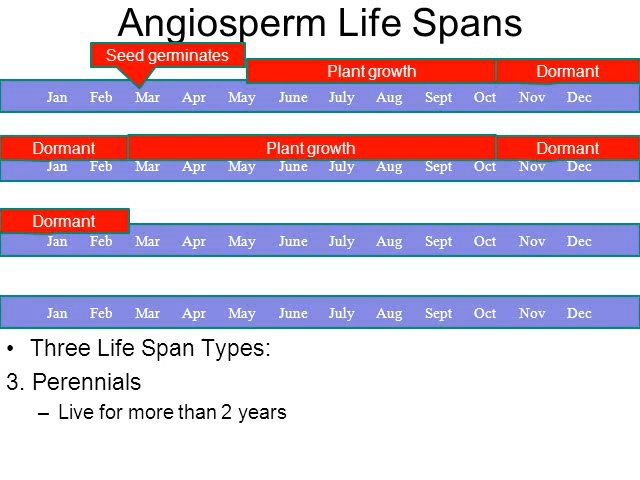 Angiosperm Life Spans
Seed germinates
Plant growth Dormant
Jan Feb Mar Apr May June July Aug Sept Oct Nov Dec
Dormant Plant growth Dormant
Jan Feb Mar Apr May June July Aug Sept Oct Nov Dec
Dormant
Jan Feb Mar Apr May June July Aug Sept Oct Nov Dec
Jan Feb Mar Apr May June July Aug Sept Oct Nov Dec
• Three Life Span Types:
3. Perennials
– Live for more than 2 years